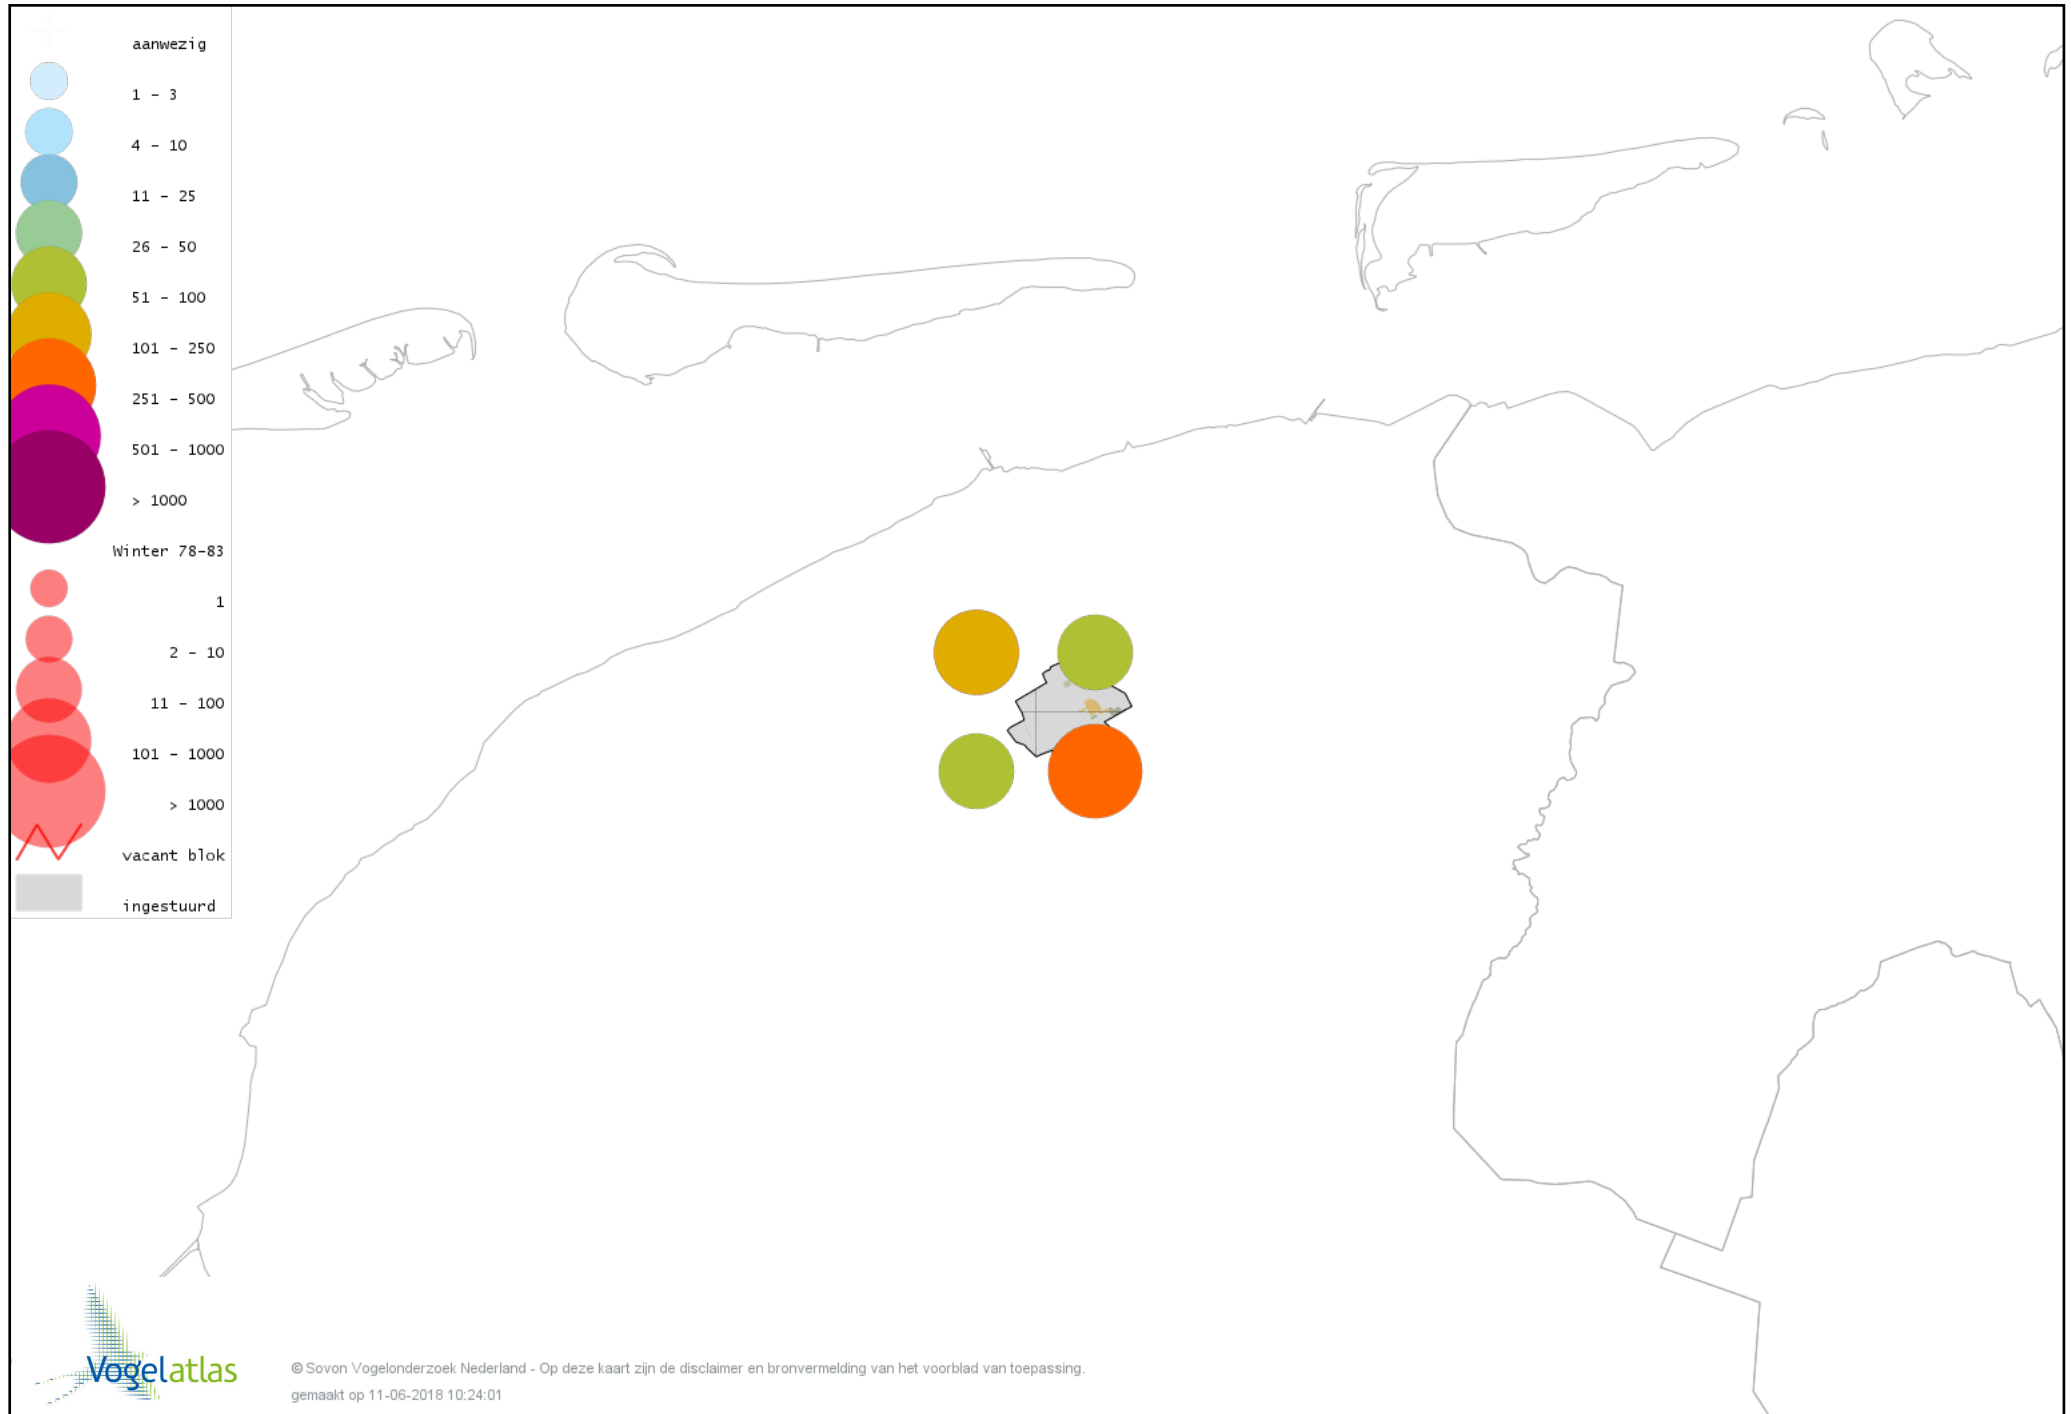 aanwezig
1 - 3
4 - 10
11 - 25
26 - 50
51 - 100
101 - 250
251 - 500
501 - 1000
> 1000
Winter 78-83
1
2 - 10
11 - 100
101 - 1000
> 1000
vacant blok
ingestuurd
Vogelatlas
© Sovon Vogelonderzoek Nederland - Op deze kaart zijn de disclaimer en bronvermelding van het voorblad van toepassing.
gemaakt op 11-06-2018 10:24:01